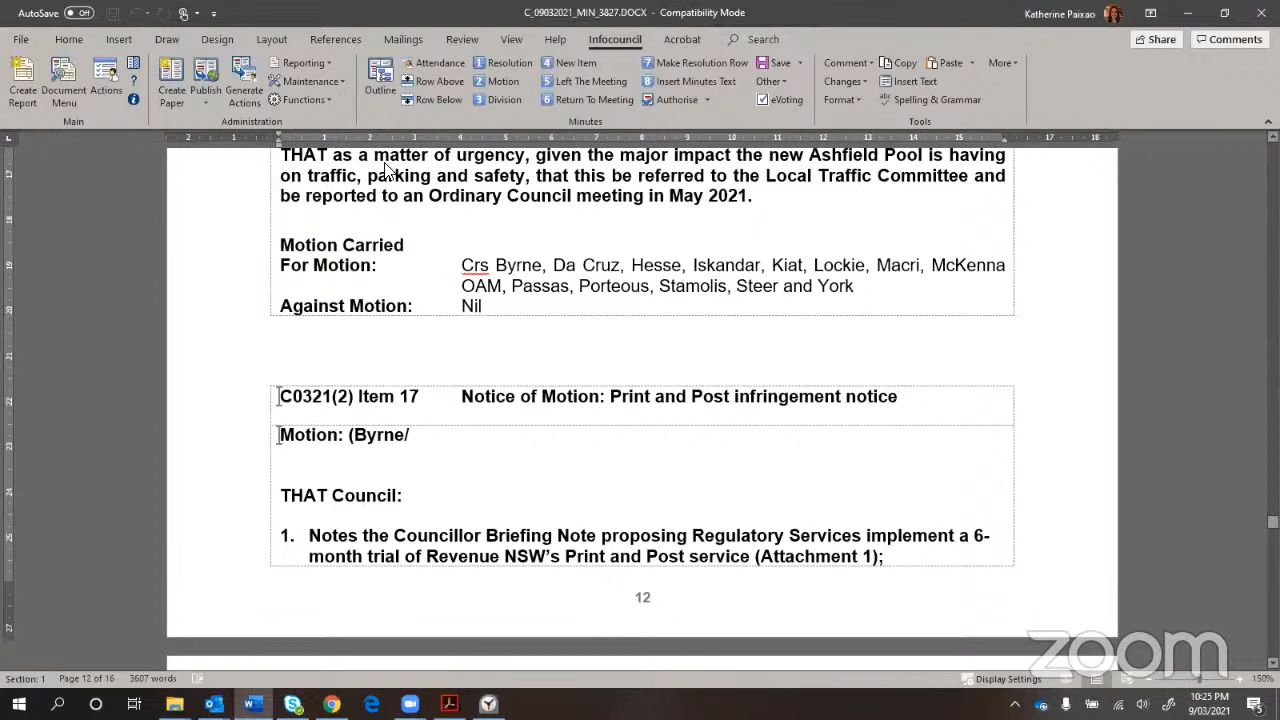 AutoSave Off
C_09032021_MIN_3827.DOCX - Compatibility Mode
Katherine Paixao
File Home Insert Draw Design Layout References Mailings Review View Help Infocouncil Acrobat Search Share Comments
Create Menu
Document Menu
Actions
Main
Create Paper
Publish
Generate Actions
Reporting
Maintenance
Functions
Administration
Outline
Attendance
Row Above
Row Below
1 Resolution
2 Motion
3 Division
4 New Item
5 Left The Meeting
6 Return To Meeting
7 Make Resolution Row
8 Insert Minutes Text
Authorise
Save
Other
eVoting
Minutes
Comment
Changes
Format
Copy
Insert Text
Spelling & Grammar
Paste
More
Tools
THAT as a matter of urgency, given the major impact the new Ashfield Pool is having
on traffic, parking and safety, that this be referred to the Local Traffic Committee and
be reported to an Ordinary Council meeting in May 2021.
Motion Carried
For Motion: Crs Byrne, Da Cruz, Hesse, Iskandar, Kiat, Lockie, Macri, McKenna
OAM, Passas, Porteous, Stamolis, Steer and York
Against Motion: Nil
C0321(2) Item 17 Notice of Motion: Print and Post infringement notice
Motion: (Byrne/
THAT Council:
1. Notes the Councillor Briefing Note proposing Regulatory Services implement a 6-
month trial of Revenue NSW's Print and Post service (Attachment 1);
12
zoom
Section: 1 Page 12 of 16 3607 words Display Settings 150%
10:25 PM
9/03/2021